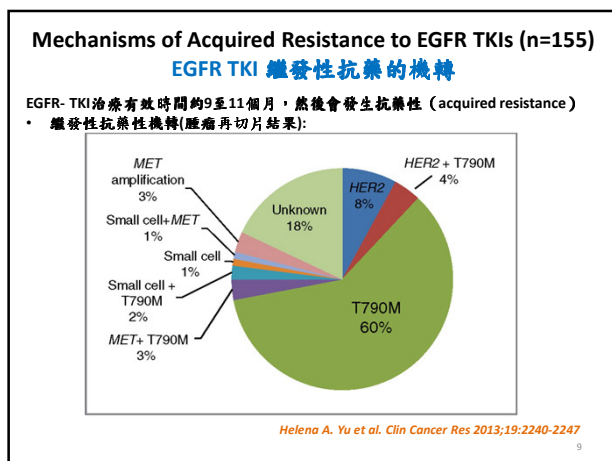 Mechanisms of Acquired Resistance to EGFR TKIs (n=155)
EGFR TKI 繼發性抗藥的機轉
EGFR- TKI治療有效時間約9至11個月，然後會發生抗藥性（acquired resistance）
• 繼發性抗藥性機轉(腫瘤再切片結果):
MET
amplification
3%
Small cell+MET
1%
Small cell
1%
Small cell +
T790M
2%
MET+ T790M
3%
Unknown
18%
HER2
8%
HER2 + T790M
4%
T790M
60%
Helena A. Yu et al. Clin Cancer Res 2013;19:2240-2247
9